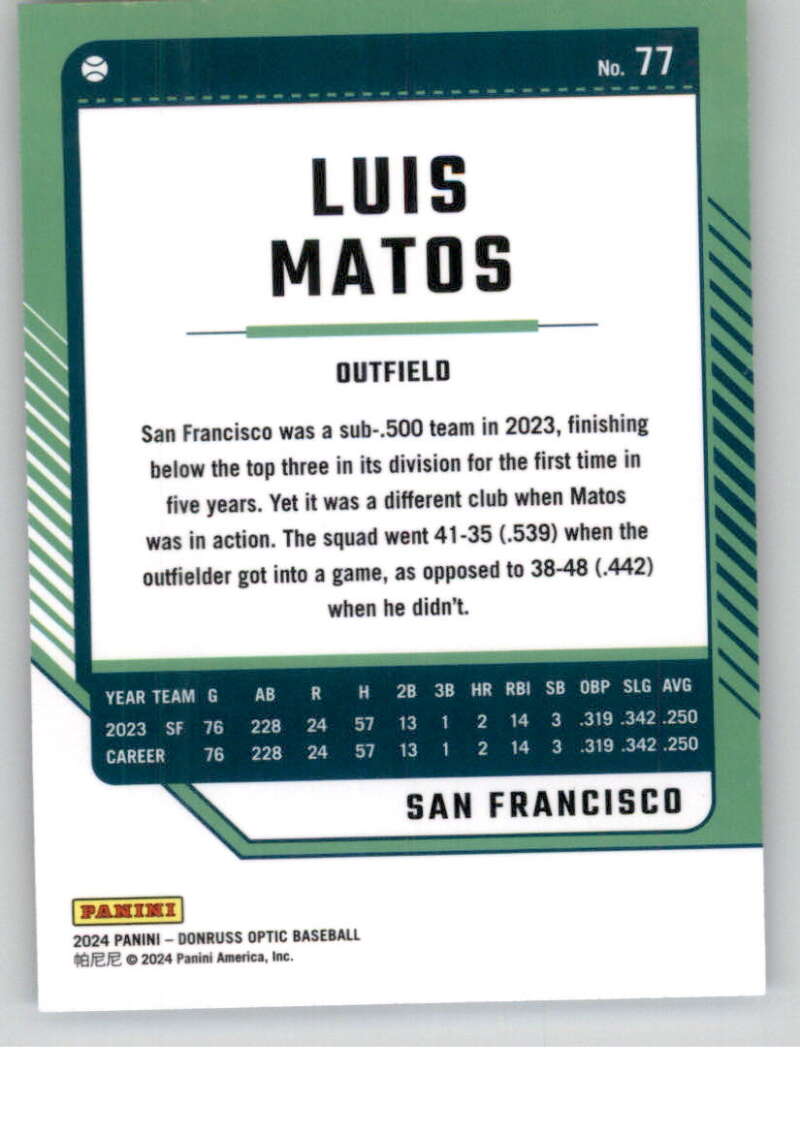 No. 77
LUIS
MATOS
OUTFIELD
San Francisco was a sub-.500 team in 2023, finishing
below the top three in its division for the first time in
five years. Yet it was a different club when Matos
was in action. The squad went 41-35 (.539) when the
outfielder got into a game, as opposed to 38-48 (.442)
when he didn't.
YEAR TEAM G AB R H 2B 3B HR RBI SB OBP SLG AVG
2023 SF 76 228 24 57 13 1 2 14 3 .319 .342 .250
CAREER 76 228 24 57 13 1 2 14 3 .319 .342 .250
SAN FRANCISCO
PANINI
2024 PANINI – DONRUSS OPTIC BASEBALL
帕尼尼 © 2024 Panini America, Inc.